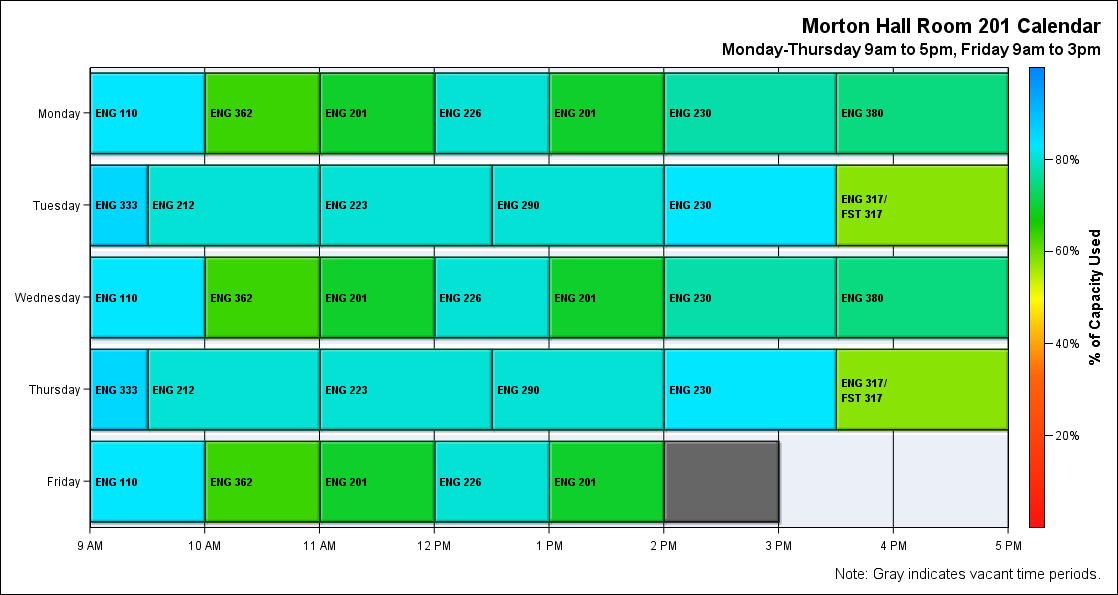 Morton Hall Room 201 Calendar
Monday-Thursday 9am to 5pm, Friday 9am to 3pm
Monday
ENG 110
ENG 362
ENG 201
ENG 226
ENG 201
ENG 230
ENG 380
Tuesday
ENG 333
ENG 212
ENG 223
ENG 290
ENG 230
ENG 317/
FST 317
Wednesday
ENG 110
ENG 362
ENG 201
ENG 226
ENG 201
ENG 230
ENG 380
Thursday
ENG 333
ENG 212
ENG 223
ENG 290
ENG 230
ENG 317/
FST 317
Friday
ENG 110
ENG 362
ENG 201
ENG 226
ENG 201
9 AM
10 AM
11 AM
12 PM
1 PM
2 PM
3 PM
4 PM
5 PM
80%
60%
40%
20%
% of Capacity Used
Note: Gray indicates vacant time periods.